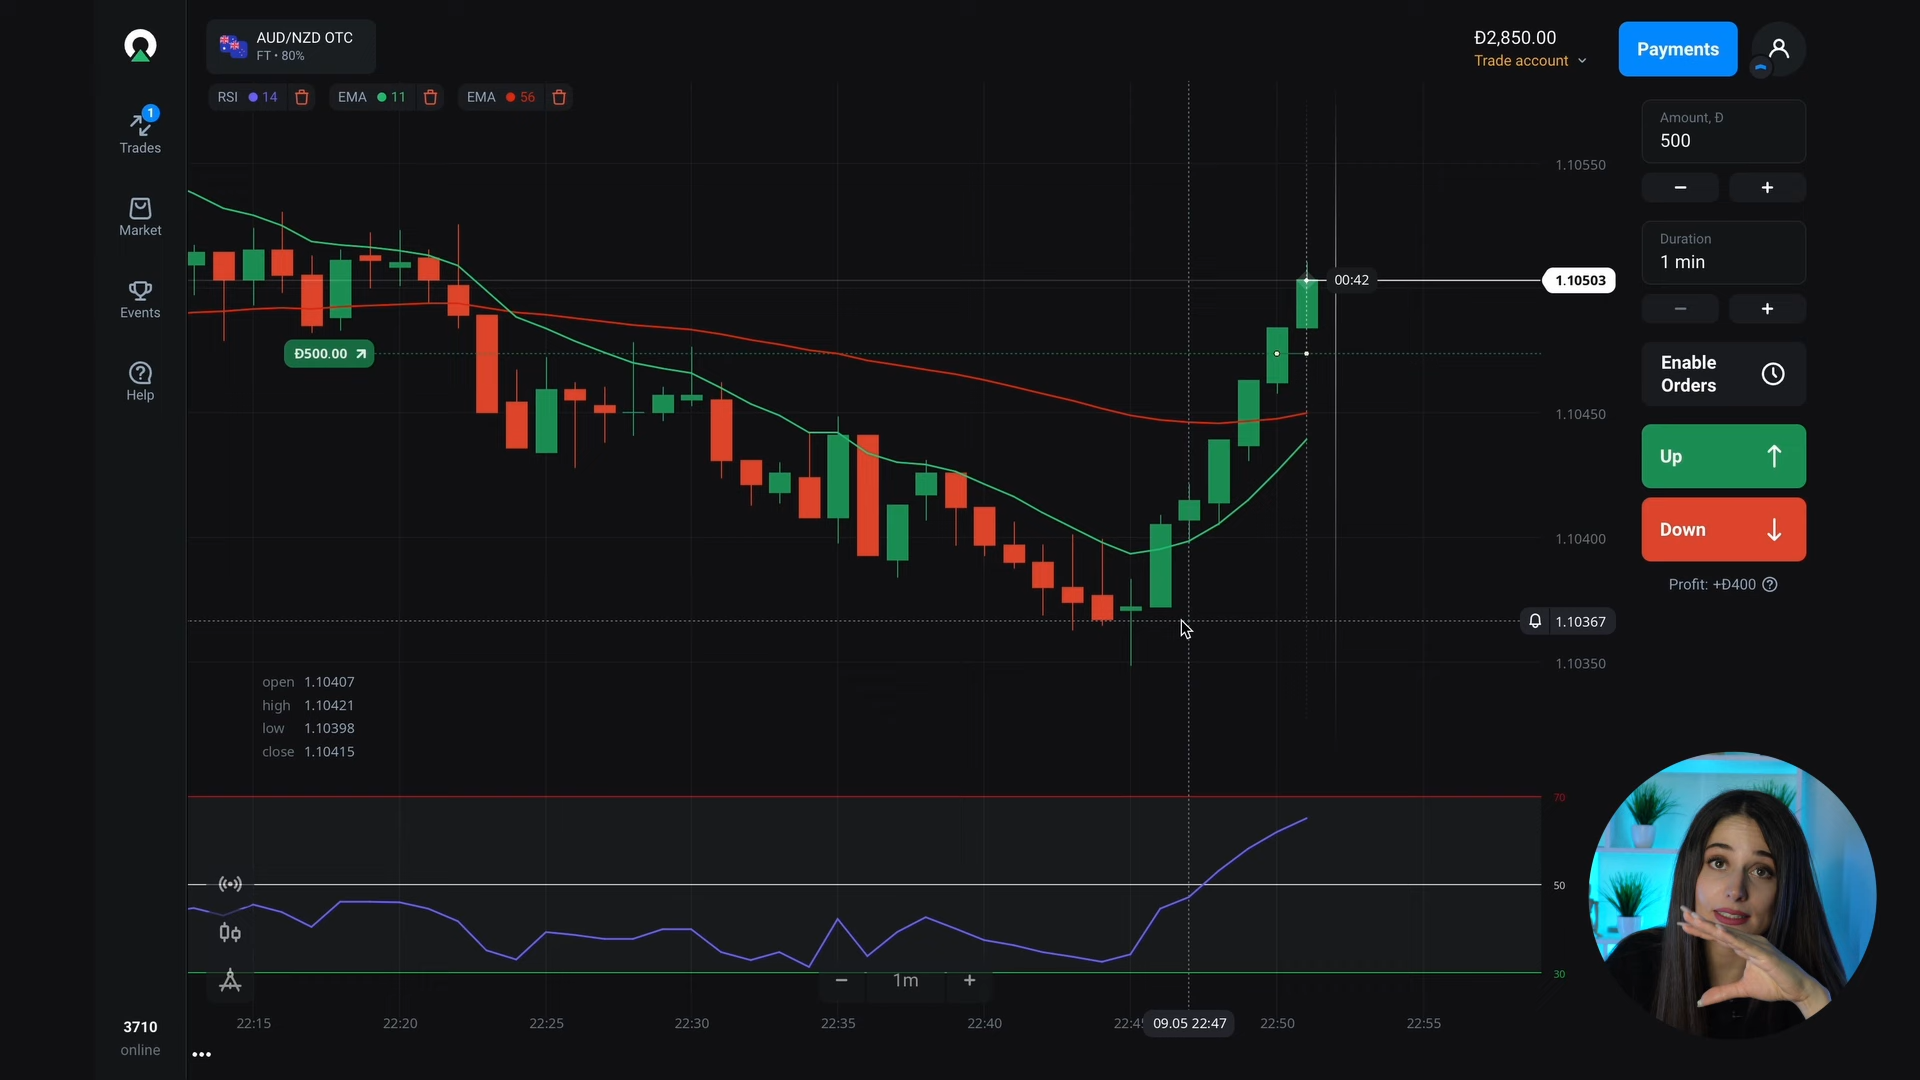 AUD/NZD OTC
FT • 80%
Đ2,850.00
Trade account
Payments
RSI 14
EMA 11
EMA 56
1
Trades
Market
Events
Help
3710
online
Amount, Đ
500
Duration
1 min
Enable
Orders
Up
Down
Profit: +Đ400
1.10550
00:42
1.10503
Đ500.00
1.10450
1.10400
1.10367
1.10350
open 1.10407
high 1.10421
low 1.10398
close 1.10415
70
50
30
1m
22:15
22:20
22:25
22:30
22:35
22:40
22:45
09.05 22:47
22:50
22:55